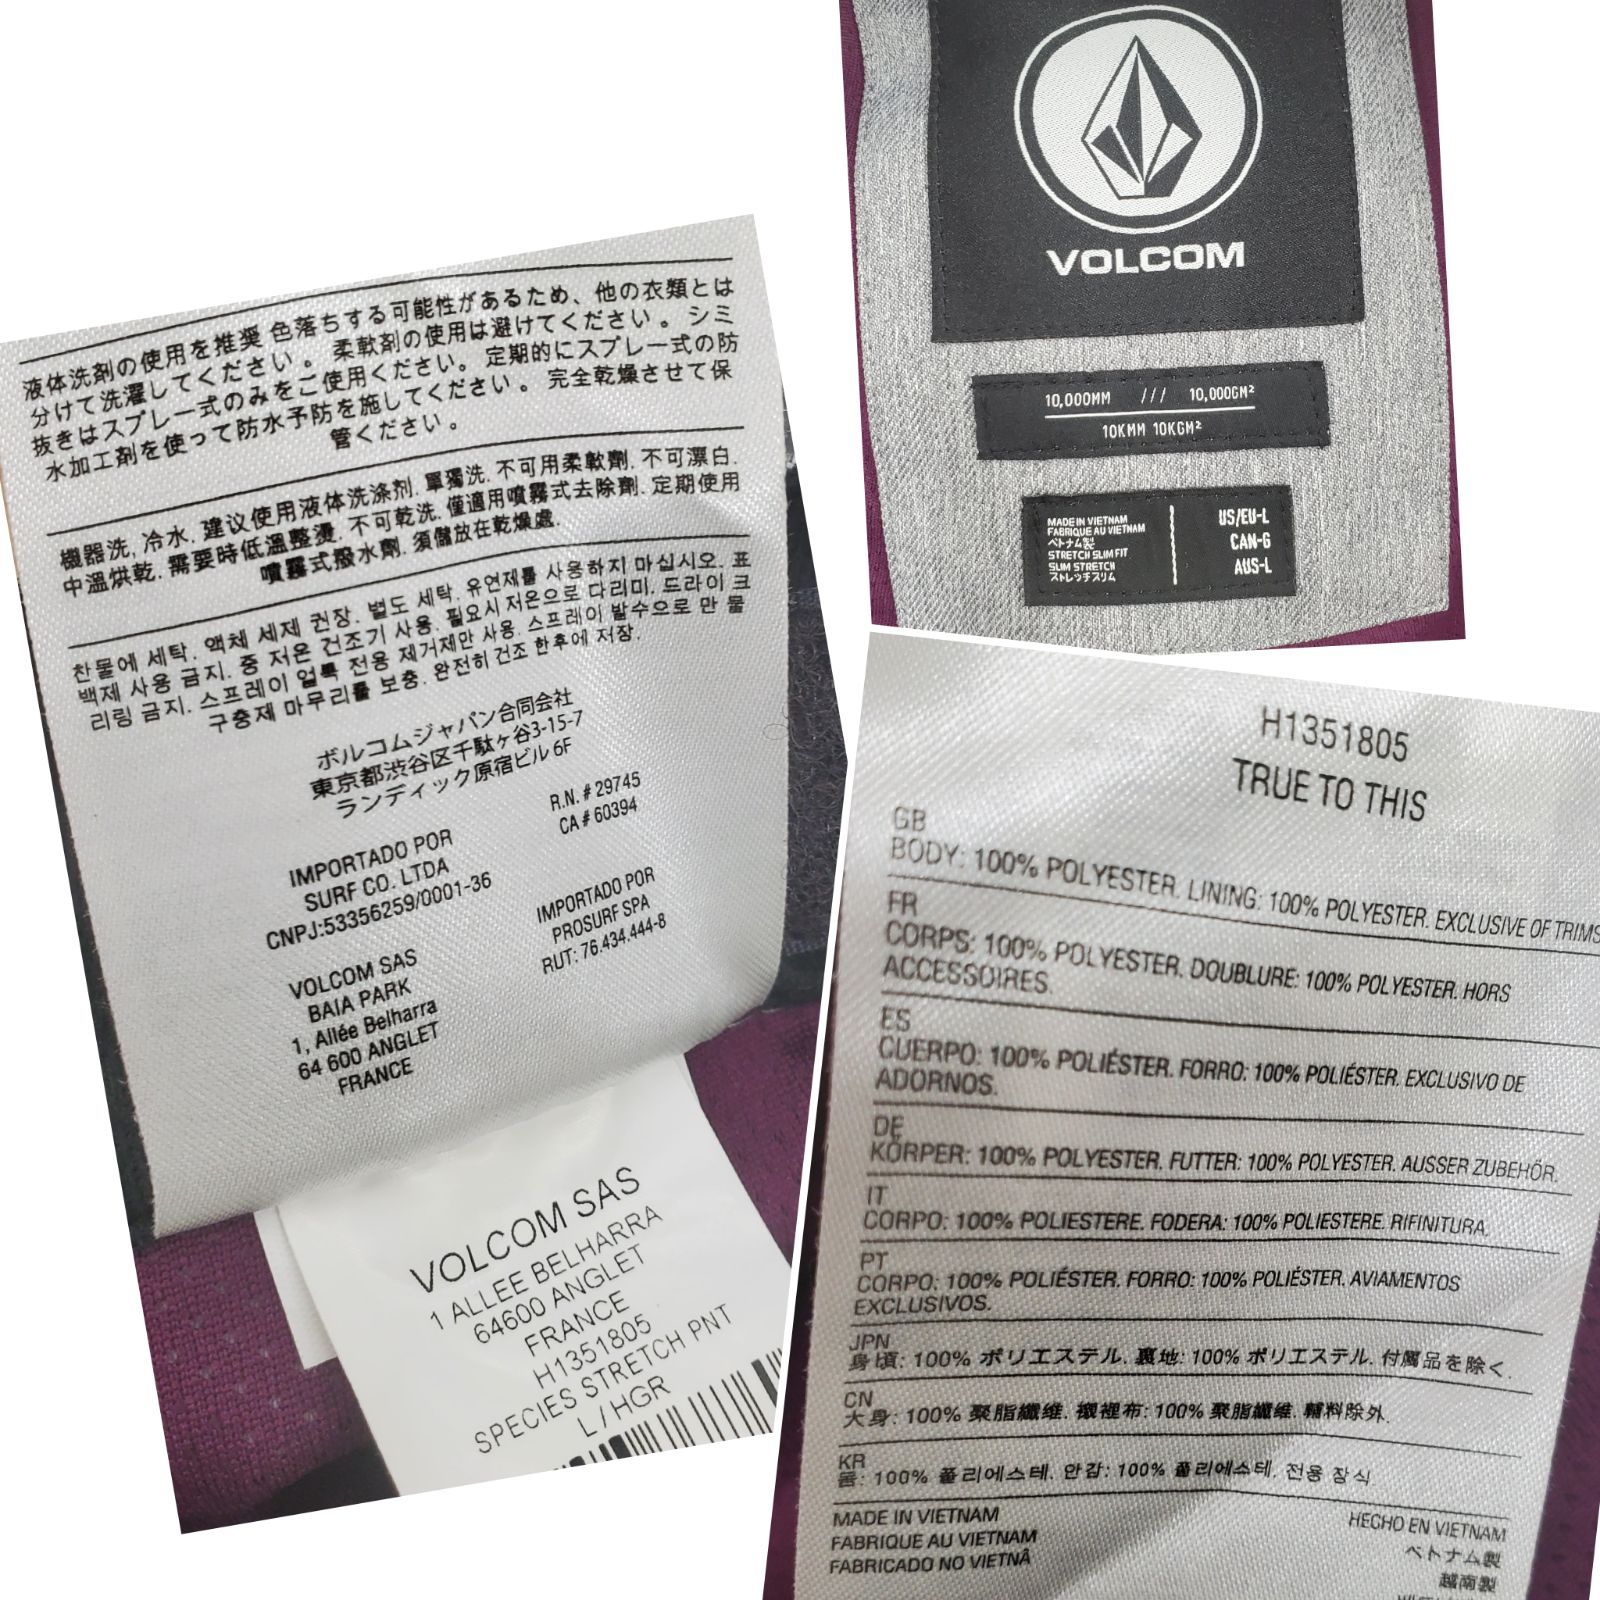 液体洗剤の使用を推奨 色落ちする可能性があるため、他の衣類とは
分けて洗濯してください。 柔軟剤の使用は避けてください。 シミ
抜きはスプレー式のみをご使用ください。 定期的にスプレー式の防
水加工剤を使って防水予防を施してください。 完全乾燥させて保
管ください。
機器洗, 冷水, 建议使用液体洗涤剂, 單獨洗, 不可用柔軟劑, 不可漂白,
中溫烘乾, 需要時低溫整燙, 不可乾洗, 僅適用噴霧式去除劑, 定期使用
噴霧式撥水劑, 須儲放在乾燥處.
찬물에 세탁. 액체 세제 권장. 별도 세탁. 유연제를 사용하지 마십시오. 표
백제 사용 금지. 중 저온 건조기 사용. 필요시 저온으로 다리미. 드라이 크
리링 금지. 스프레이 얼룩 전용 제거제만 사용. 스프레이 발수으로 만 물
구충제 마무리를 보충. 완전히 건조 한후에 저장.
ボルコムジャパン合同会社
東京都渋谷区千駄ヶ谷3-15-7
ランディック原宿ビル 6F
R.N. # 29745
CA # 60394
IMPORTADO POR
SURF CO. LTDA
CNPJ:53356259/0001-36
IMPORTADO POR
PROSURF SPA
RUT: 76.434.444-8
VOLCOM SAS
BAIA PARK
1, Allée Belharra
64 600 ANGLET
FRANCE
VOLCOM SAS
1 ALLEE BELHARRA
64600 ANGLET
FRANCE
H1351805
SPECIES STRETCH PNT
L / HGR
VOLCOM
10,000MM /// 10,000GM²
10KMM 10KGM²
MADE IN VIETNAM
FABRIQUE AU VIETNAM
ベトナム製
STRETCH SLIM FIT
SLIM STRETCH
ストレッチスリム
US/EU-L
CAN-G
AUS-L
H1351805
TRUE TO THIS
GB
BODY: 100% POLYESTER. LINING: 100% POLYESTER. EXCLUSIVE OF TRIMS
FR
CORPS: 100% POLYESTER. DOUBLURE: 100% POLYESTER. HORS
ACCESSOIRES.
ES
CUERPO: 100% POLIÉSTER. FORRO: 100% POLIÉSTER. EXCLUSIVO DE
ADORNOS.
DE
KÖRPER: 100% POLYESTER. FUTTER: 100% POLYESTER. AUSSER ZUBEHÖR.
IT
CORPO: 100% POLIESTERE. FODERA: 100% POLIESTERE. RIFINITURA.
PT
CORPO: 100% POLIÉSTER. FORRO: 100% POLIÉSTER. AVIAMENTOS
EXCLUSIVOS.
JPN
身頃: 100% ポリエステル. 裏地: 100% ポリエステル. 付属品を除く.
CN
大身: 100% 聚脂纖维. 襯裡布: 100% 聚脂纖维. 輔料除外.
KR
몸: 100% 폴리에스테. 안감: 100% 폴리에스테. 전용 장식.
MADE IN VIETNAM
FABRIQUE AU VIETNAM
FABRICADO NO VIETNÃ
HECHO EN VIETNAM
ベトナム製
越南製